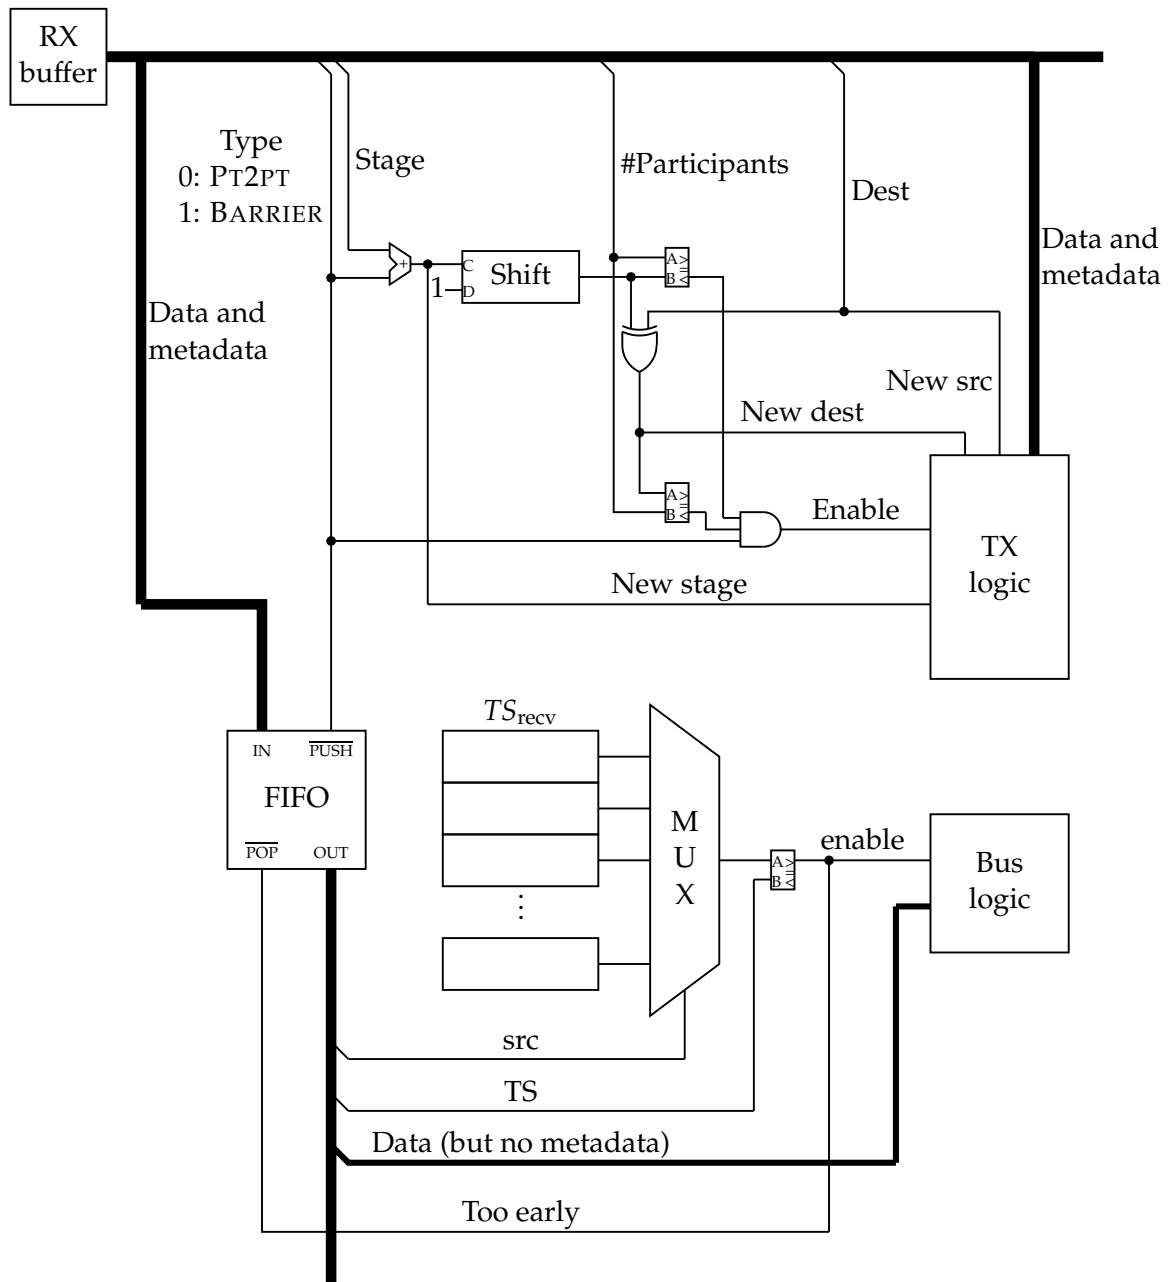 RX
buffer
Type
0: PT2PT
1: BARRIER
Stage
#Participants
Dest
Data and
metadata
Data and
metadata
+
C
D
1
Shift
A >
=
B <
New src
New dest
A >
=
B <
Enable
TX
logic
New stage
IN
PUSH
FIFO
POP
OUT
TSrecv
⋮
M
U
X
A >
=
B <
enable
Bus
logic
src
TS
Data (but no metadata)
Too early